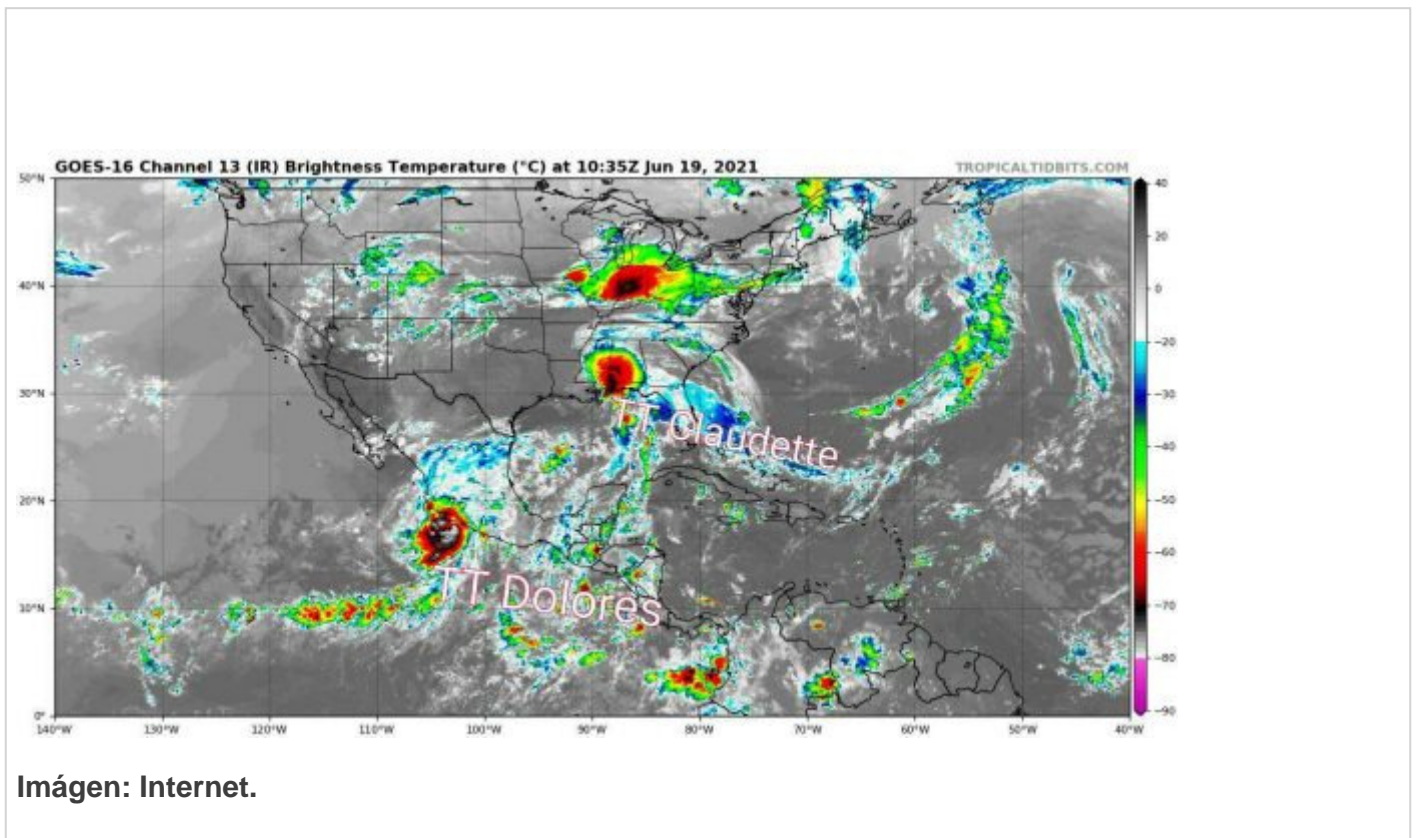 GOES-16 Channel 13 (IR) Brightness Temperature (°C) at 10:35Z Jun 19, 2021
TROPICALTIDBITS.COM
50°N
40°N
30°N
20°N
10°N
0°
TT Claudette
TT Dolores
40
20
0
−20
−30
−40
−50
−60
−70
−80
−90
140°W 130°W 120°W 110°W 100°W 90°W 80°W 70°W 60°W 50°W 40°W
Imágen: Internet.